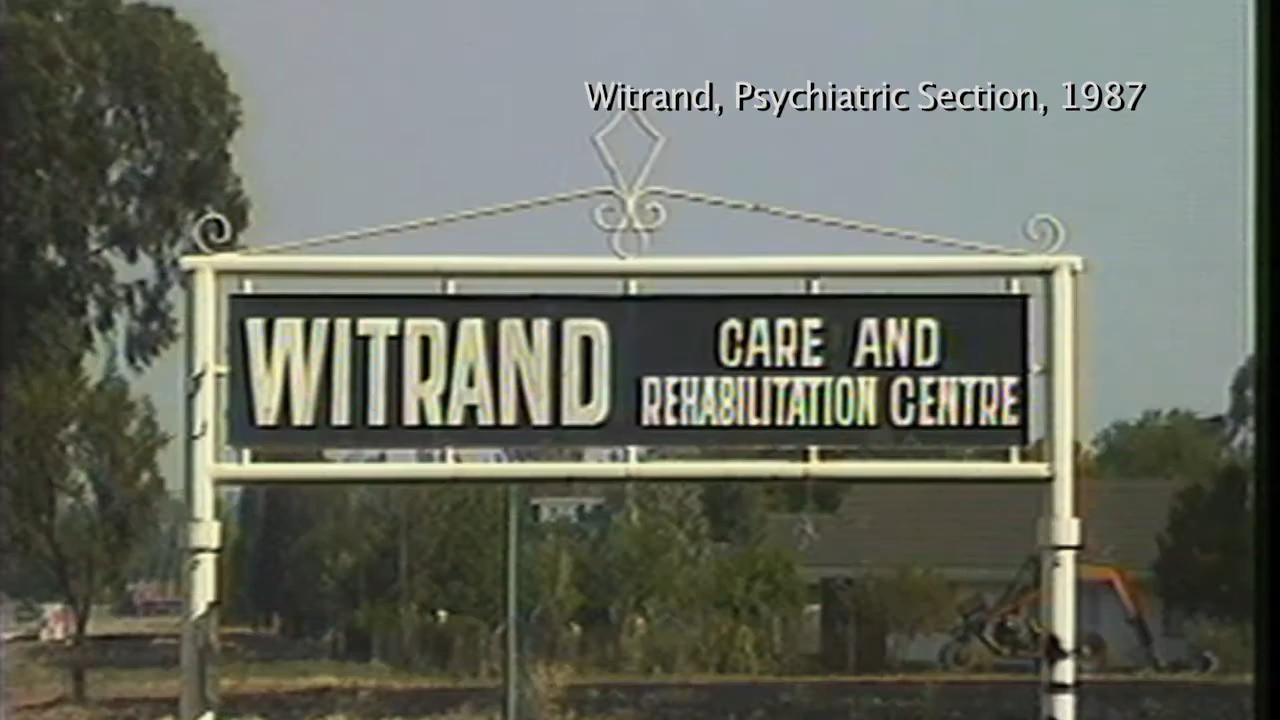 Witrand, Psychiatric Section, 1987
WITRAND
CARE AND
REHABILITATION CENTRE